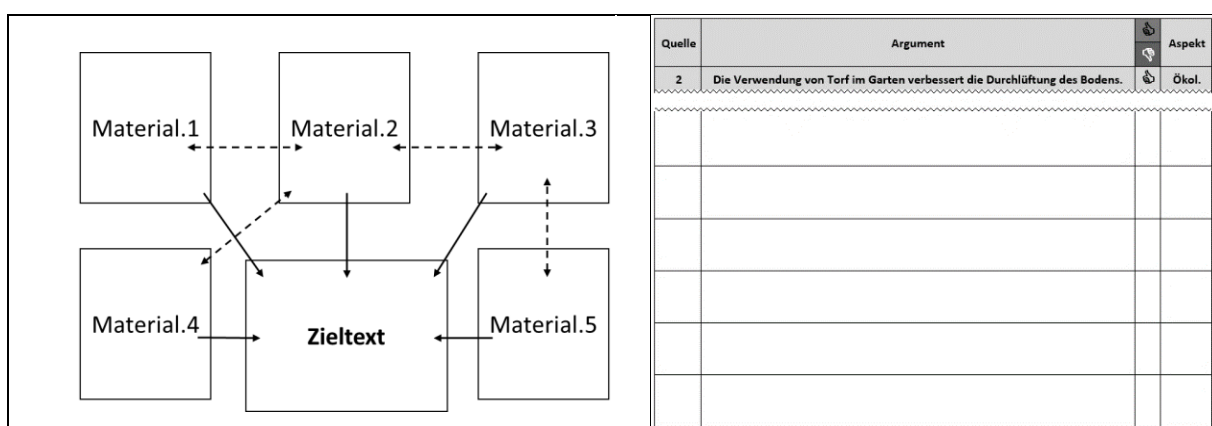 Material.1
Material.2
Material.3
Material.4
Zieltext
Material.5
Quelle
Argument
Aspekt
2
Die Verwendung von Torf im Garten verbessert die Durchlüftung des Bodens.
Ökol.